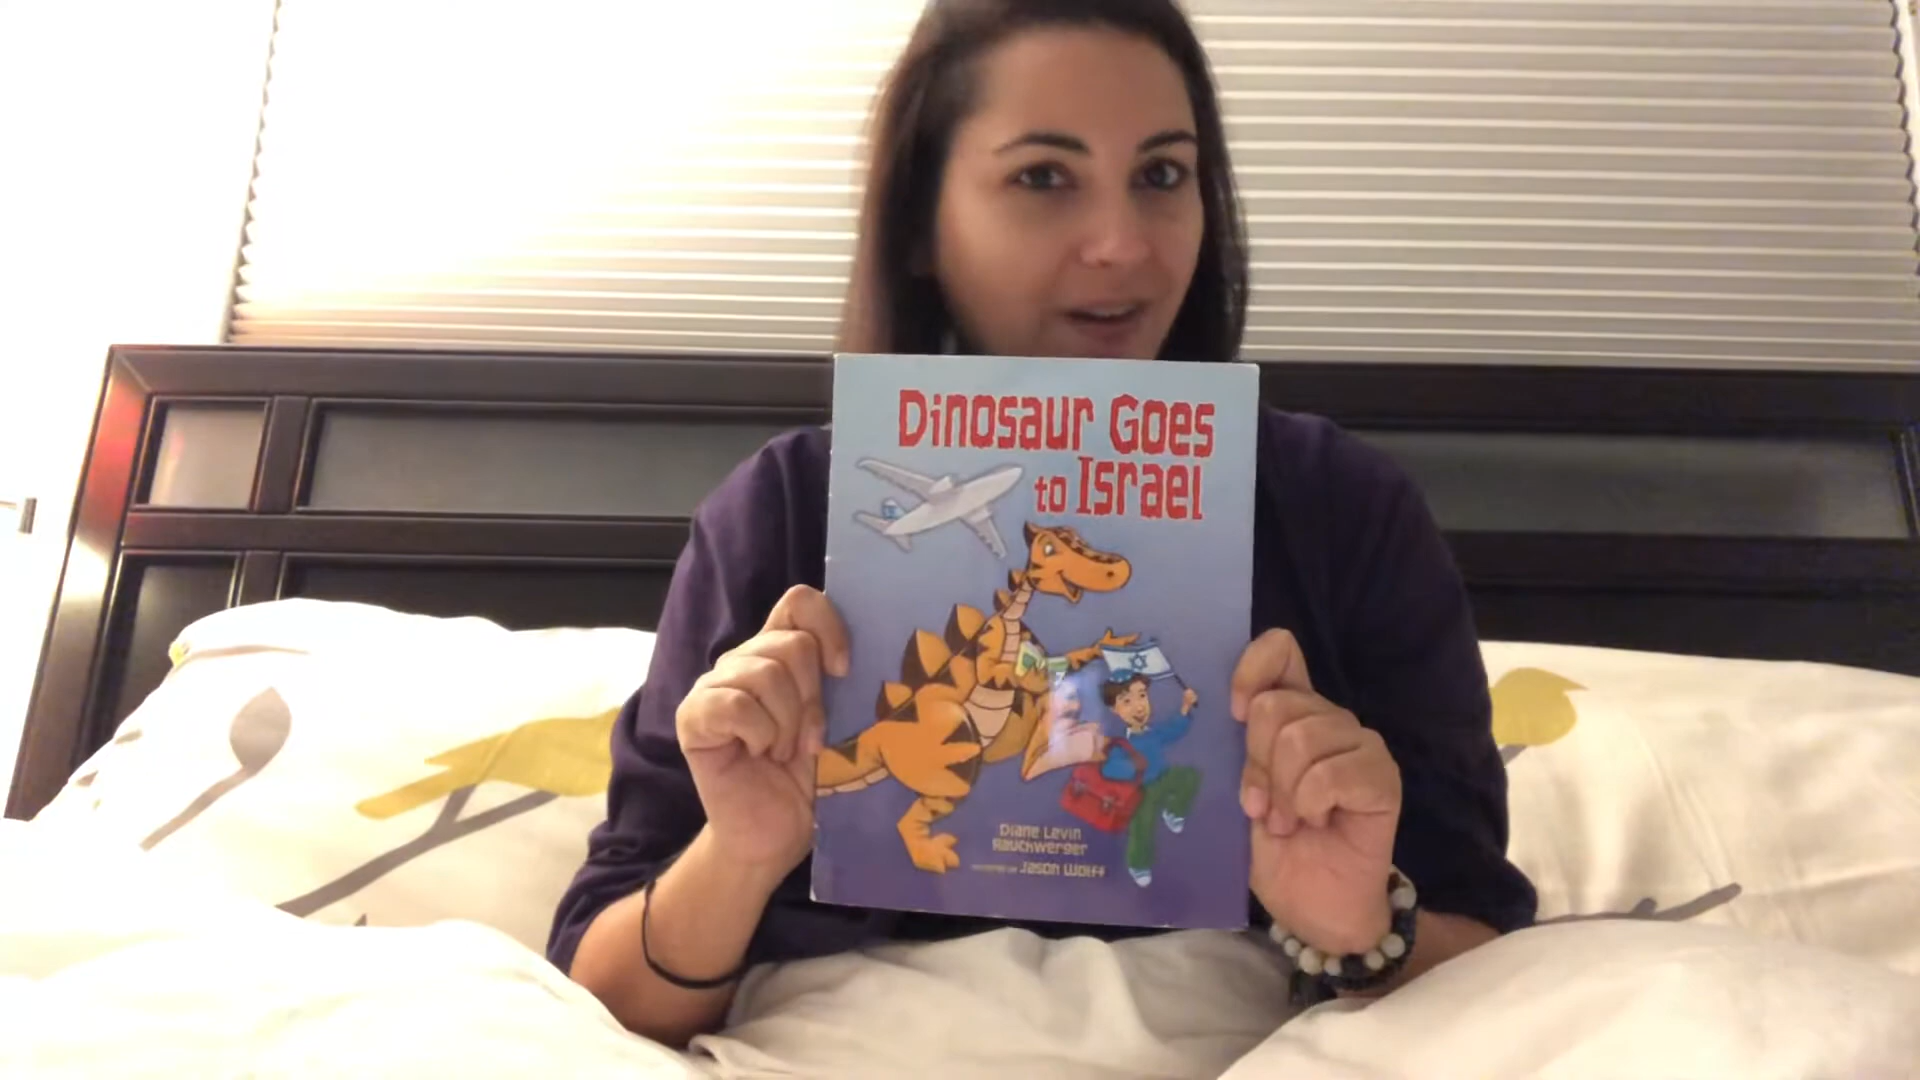 Dinosaur Goes
to Israel
Diane Levin
Rauchwerger
Jason Wolff